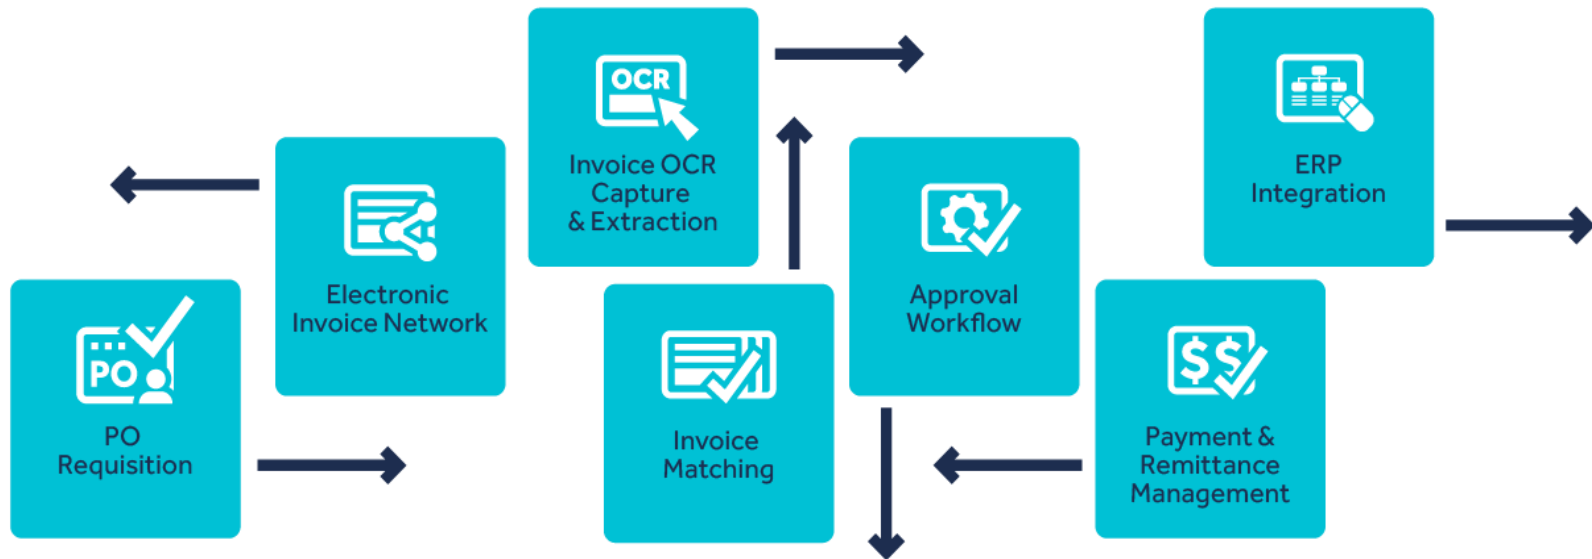 PO
PO
Requisition
Electronic
Invoice Network
OCR
Invoice OCR
Capture
& Extraction
Invoice
Matching
Approval
Workflow
$$
Payment &
Remittance
Management
ERP
Integration